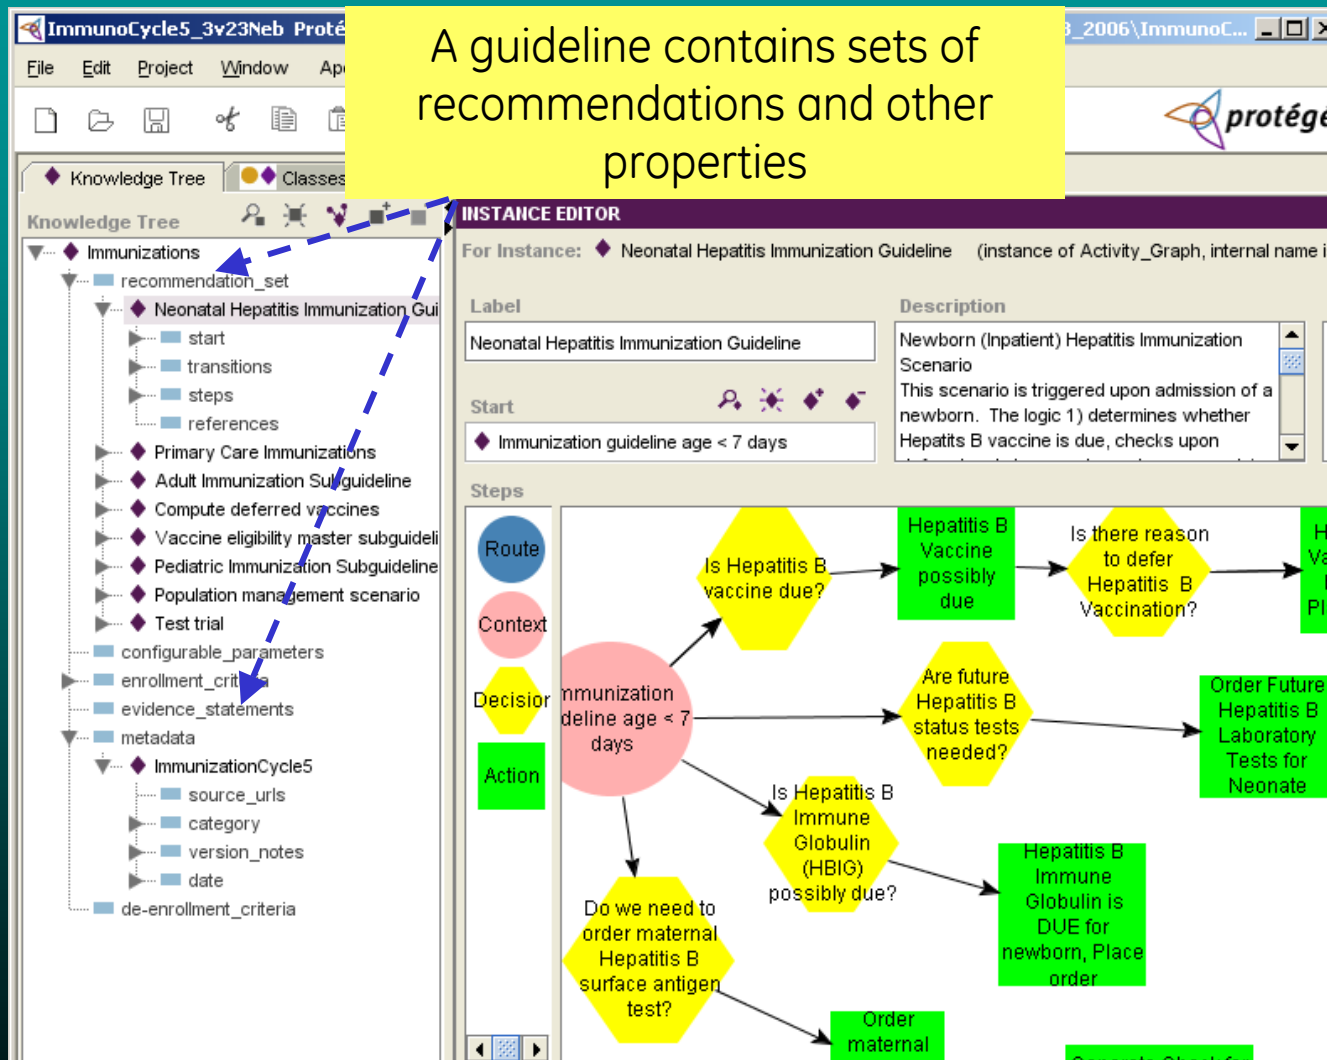 ImmunoCycle5_3v23Neb Proté
3_2006\ImmunoC...
A guideline contains sets of
recommendations and other
properties
File Edit Project Window Ap
protégé
Knowledge Tree
Classes
Knowledge Tree
Immunizations
recommendation_set
Neonatal Hepatitis Immunization Gui
start
transitions
steps
references
Primary Care Immunizations
Adult Immunization Subguideline
Compute deferred vaccines
Vaccine eligibility master subguideli
Pediatric Immunization Subguideline
Population management scenario
Test trial
configurable_parameters
enrollment_criteria
evidence_statements
metadata
ImmunizationCycle5
source_urls
category
version_notes
date
de-enrollment_criteria
INSTANCE EDITOR
For Instance: Neonatal Hepatitis Immunization Guideline (instance of Activity_Graph, internal name i
Label
Neonatal Hepatitis Immunization Guideline
Description
Newborn (Inpatient) Hepatitis Immunization
Scenario
This scenario is triggered upon admission of a
newborn. The logic 1) determines whether
Hepatits B vaccine is due, checks upon
Start
Immunization guideline age < 7 days
Steps
Route
Context
Decision
Action
mmunization
deline age < 7
days
Is Hepatitis B
vaccine due?
Hepatitis B
Vaccine
possibly
due
Is there reason
to defer
Hepatitis B
Vaccination?
H
Va
Pl
Are future
Hepatitis B
status tests
needed?
Order Future
Hepatitis B
Laboratory
Tests for
Neonate
Is Hepatitis B
Immune
Globulin
(HBIG)
possibly due?
Hepatitis B
Immune
Globulin is
DUE for
newborn, Place
order
Do we need to
order maternal
Hepatitis B
surface antigen
test?
Order
maternal